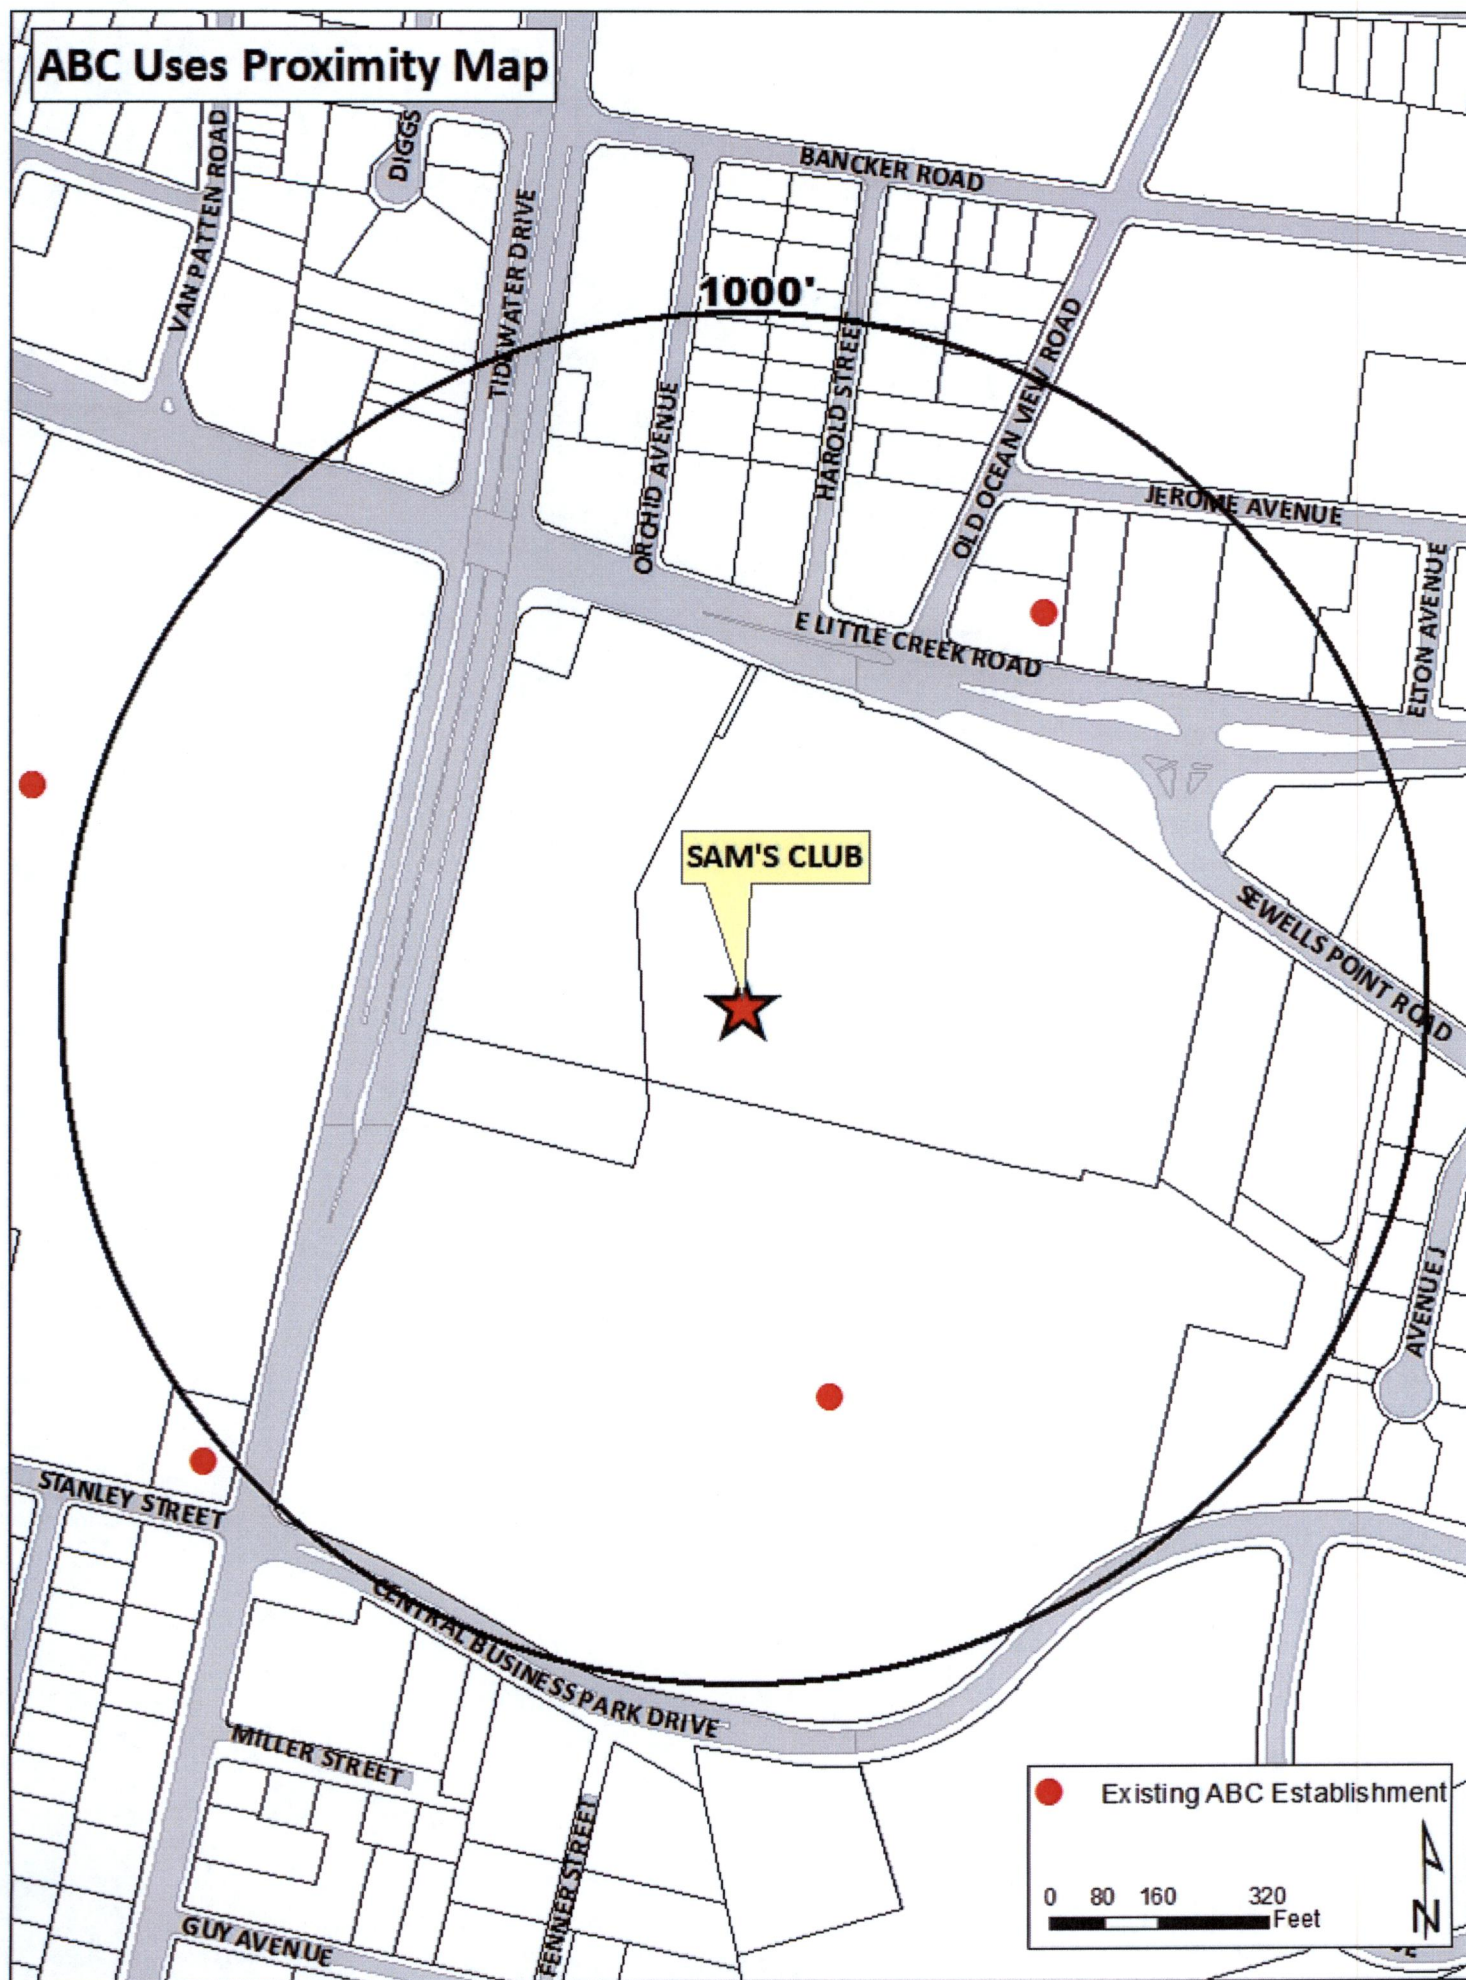 ABC Uses Proximity Map
DIGGS
VAN PATTEN ROAD
BANCKER ROAD
TIDEWATER DRIVE
1000'
ORCHID AVENUE
HAROLD STREET
OLD OCEAN VIEW ROAD
JEROME AVENUE
ELTON AVENUE
E LITTLE CREEK ROAD
SAM'S CLUB
SEWELLS POINT ROAD
AVENUE J
STANLEY STREET
CENTRAL BUSINESS PARK DRIVE
MILLER STREET
FENNER STREET
GUY AVENUE
Existing ABC Establishment
0 80 160 320
Feet
N